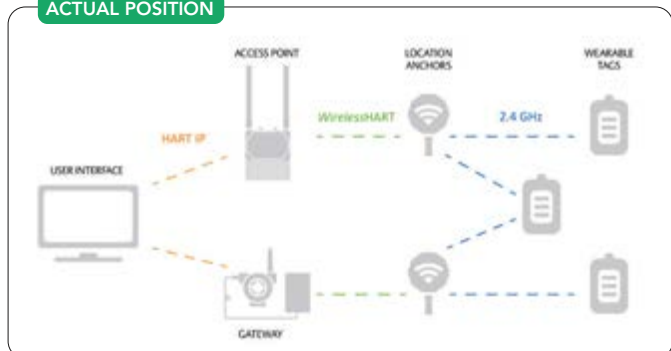 ACTUAL POSITION
ACCESS POINT
LOCATION
ANCHORS
WEARABLE
TAGS
WirelessHART
2.4 GHz
HART IP
USER INTERFACE
GATEWAY